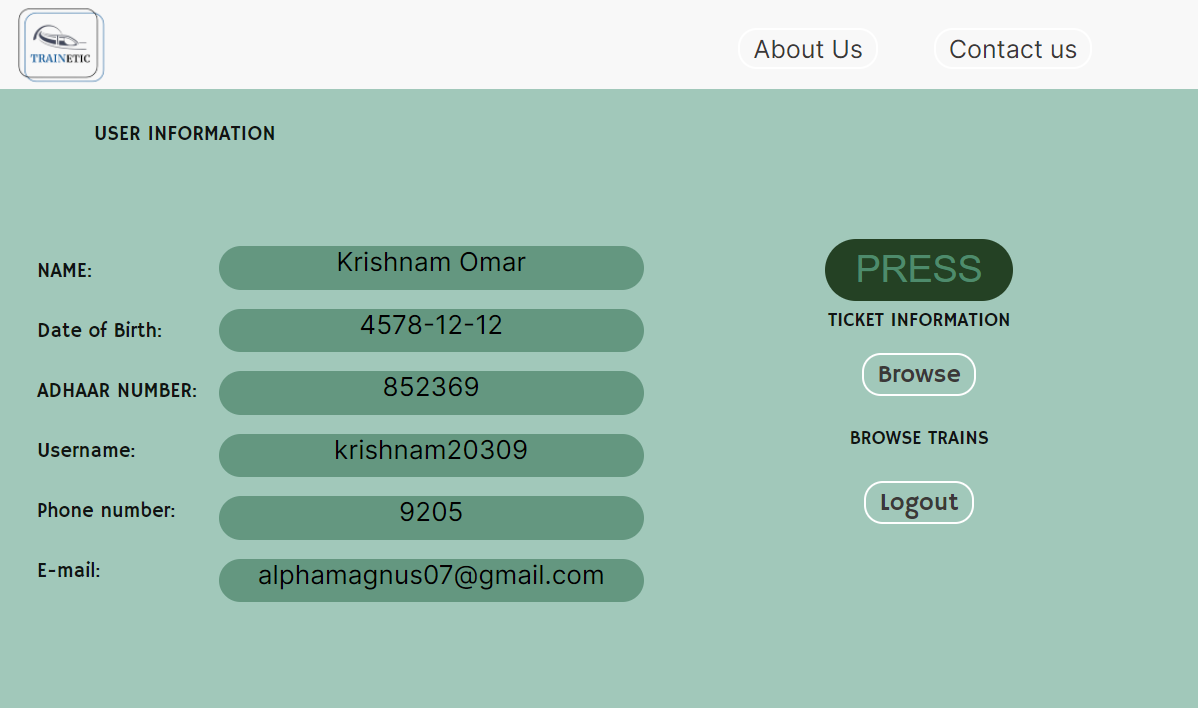 TRAINETIC
About Us
Contact us
USER INFORMATION
NAME:
Krishnam Omar
Date of Birth:
4578-12-12
ADHAAR NUMBER:
852369
Username:
krishnam20309
Phone number:
9205
E-mail:
alphamagnus07@gmail.com
PRESS
TICKET INFORMATION
Browse
BROWSE TRAINS
Logout